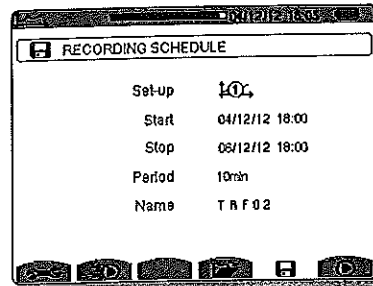 RECORDING SCHEDULE
Set-up
Start 04/12/12 18:00
Stop 06/12/12 18:00
Period 10min
Name TRF02